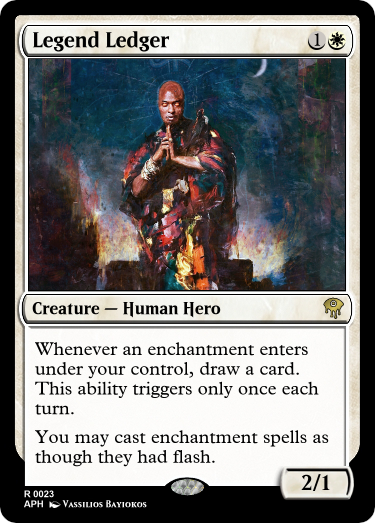 Legend Ledger 1
Creature — Human Hero
Whenever an enchantment enters
under your control, draw a card.
This ability triggers only once each
turn.
You may cast enchantment spells as
though they had flash.
2/1
R 0023
APH Vassilios Bayiokos